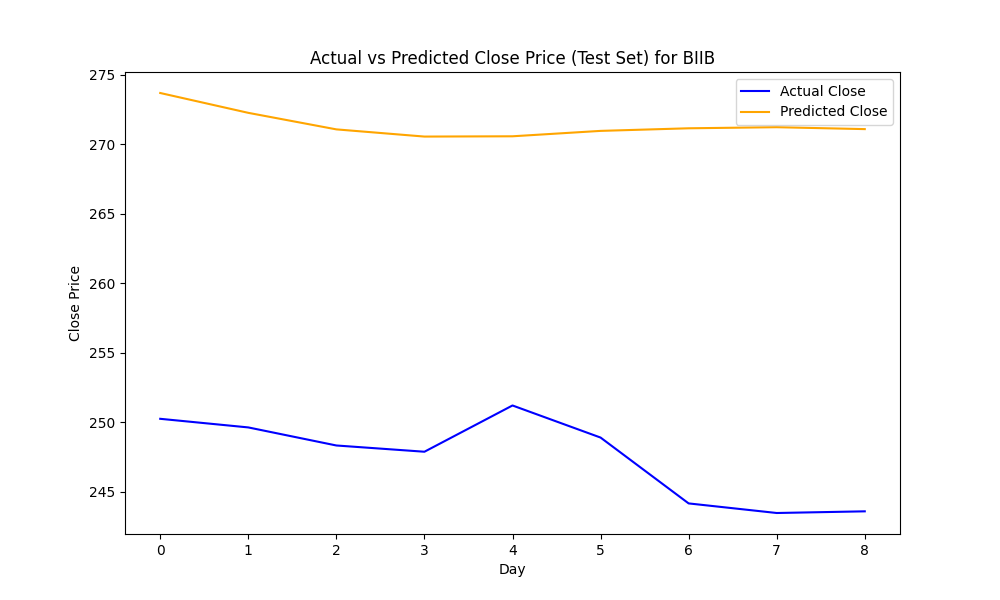 Actual vs Predicted Close Price (Test Set) for BIIB
Actual Close
Predicted Close
Close Price
275
270
265
260
255
250
245
0 1 2 3 4 5 6 7 8
Day